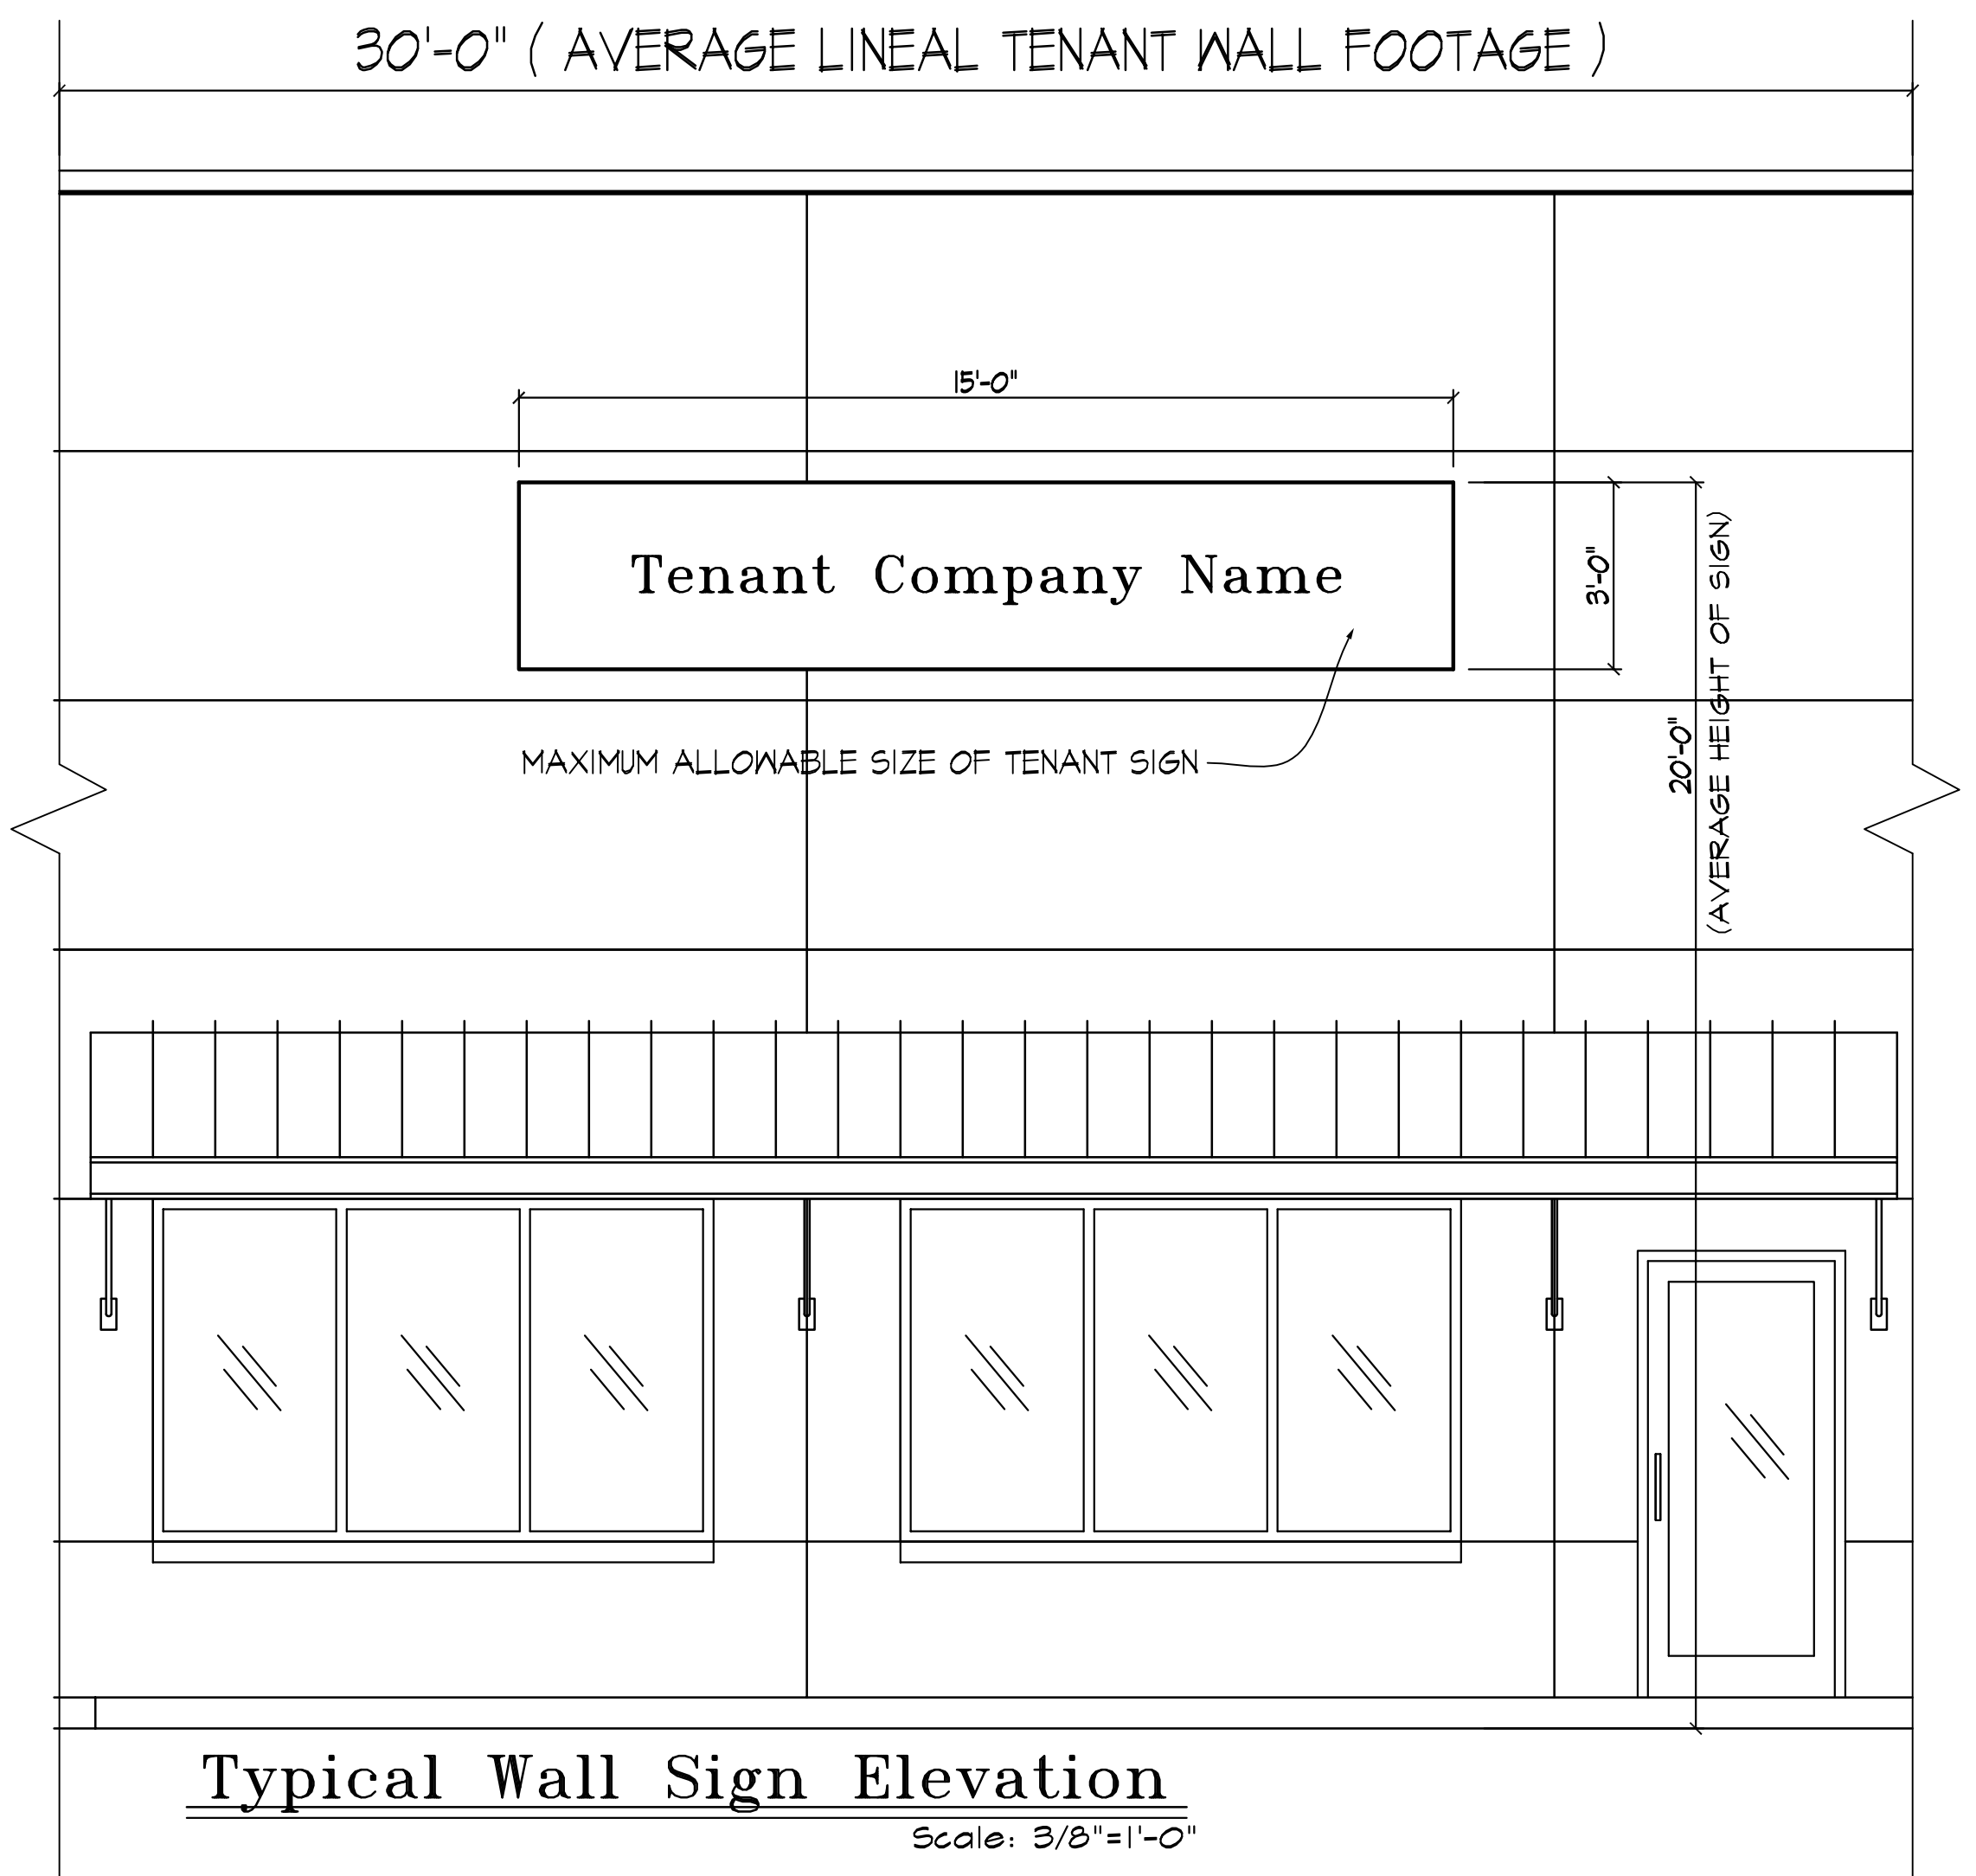 30'-0" ( AVERAGE LINEAL TENANT WALL FOOTAGE )
15'-0"
Tenant Company Name
3'-0"
20'-0"
(AVERAGE HEIGHT OF SIGN)
MAXIMUM ALLOWABLE SIZE OF TENANT SIGN
Typical Wall Sign Elevation
Scale: 3/8"=1'-0"